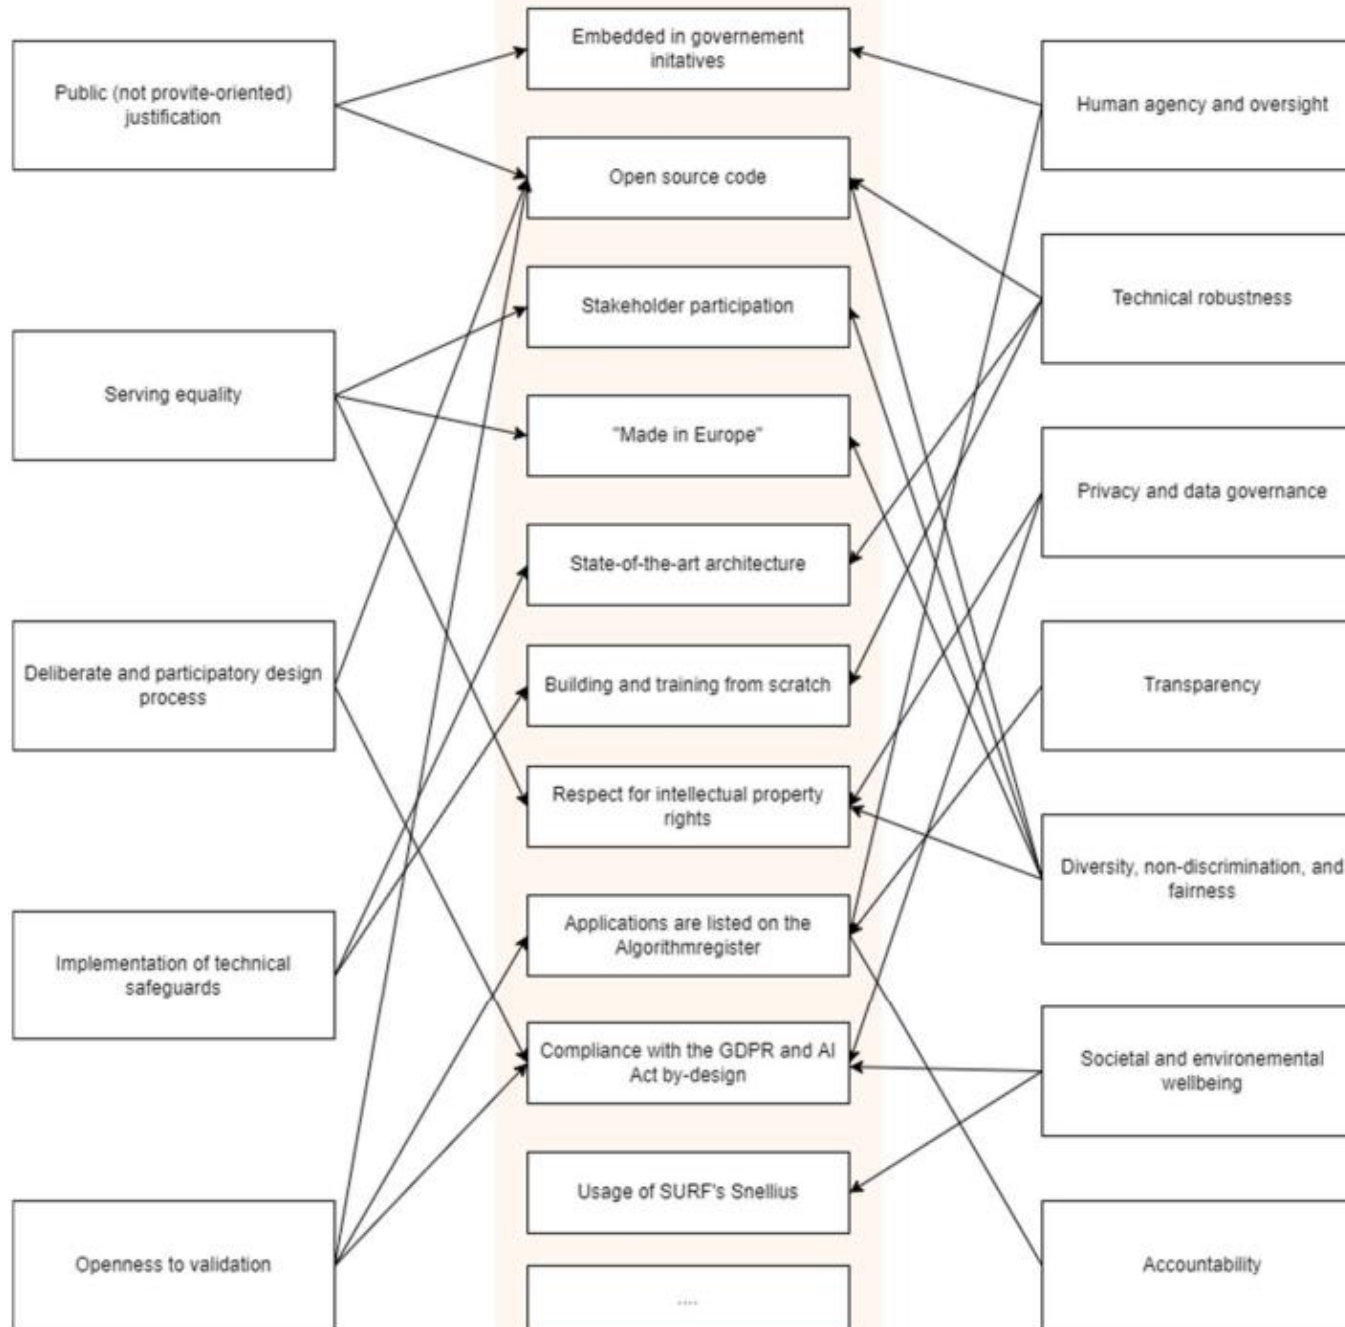 Public (not provite-oriented)
justification
Serving equality
Deliberate and participatory design
process
Implementation of technical
safeguards
Openness to validation
Embedded in governement
initatives
Open source code
Stakeholder participation
"Made in Europe"
State-of-the-art architecture
Building and training from scratch
Respect for intellectual property
rights
Applications are listed on the
Algorithmregister
Compliance with the GDPR and AI
Act by-design
Usage of SURF's Snellius
....
Human agency and oversight
Technical robustness
Privacy and data governance
Transparency
Diversity, non-discrimination, and
fairness
Societal and environemental
wellbeing
Accountability